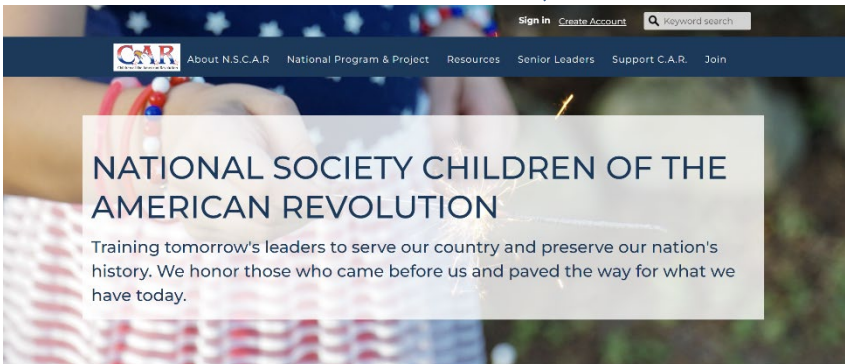 Sign in Create Account Keyword search
C.A.R. About N.S.C.A.R National Program & Project Resources Senior Leaders Support C.A.R. Join
NATIONAL SOCIETY CHILDREN OF THE
AMERICAN REVOLUTION
Training tomorrow's leaders to serve our country and preserve our nation's
history. We honor those who came before us and paved the way for what we
have today.